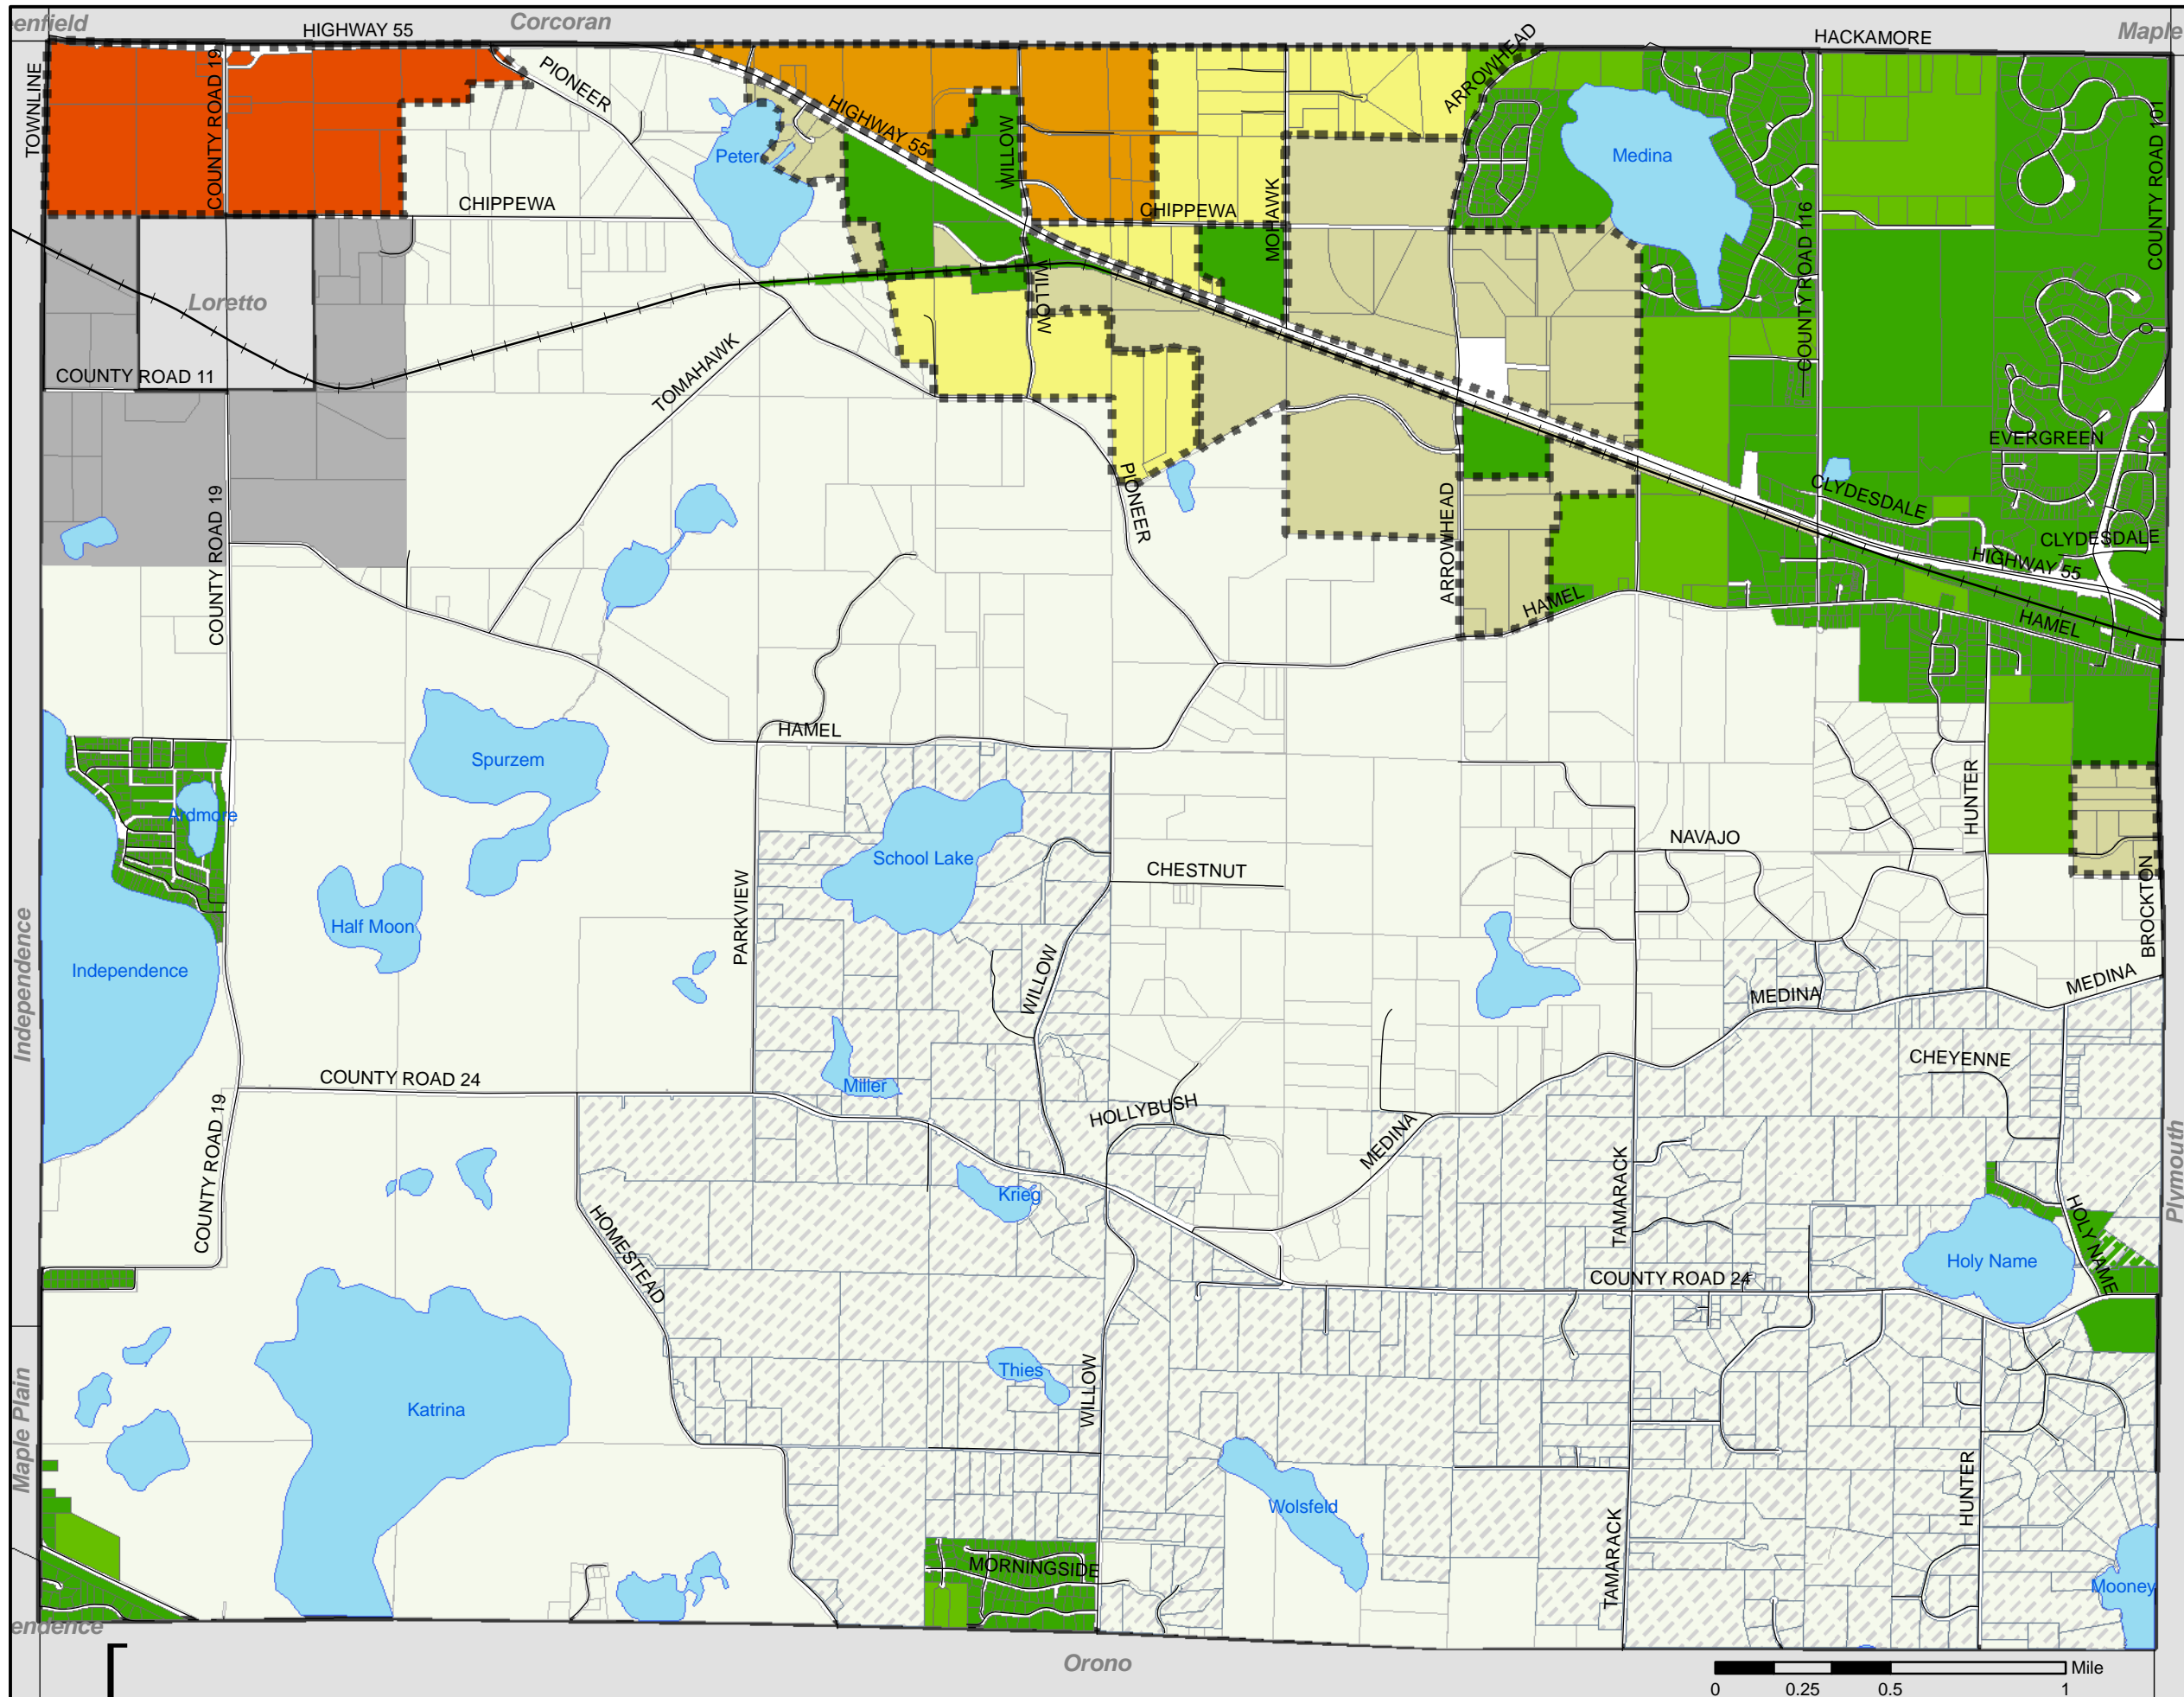 enfield
Corcoran
Maple
HIGHWAY 55
HACKAMORE
TOWNLINE
COUNTY ROAD 19
PIONEER
HIGHWAY 55
WILLOW
ARROWHEAD
COUNTY ROAD 101
Peter
Medina
CHIPPEWA
CHIPPEWA
MOHAWK
COUNTY ROAD 116
Loretto
WILLOW
COUNTY ROAD 11
TOMAHAWK
EVERGREEN
COUNTY ROAD 19
PIONEER
ARROWHEAD
CLYDESDALE
CLYDESDALE
HIGHWAY 55
HAMEL
HAMEL
HAMEL
Spurzem
Ardmore
School Lake
HUNTER
NAVAJO
CHESTNUT
PARKVIEW
BROCKTON
Half Moon
Independence
Independence
WILLOW
MEDINA
MEDINA
CHEYENNE
COUNTY ROAD 24
Miller
HOLLYBUSH
MEDINA
COUNTY ROAD 19
TAMARACK
Plymouth
Krieg
HOMESTEAD
HOLY NAME
Holy Name
COUNTY ROAD 24
Maple Plain
Thies
WILLOW
Katrina
Wolsfeld
HUNTER
TAMARACK
MORNINGSIDE
Mooney
endence
Orono
Mile
0 0.25 0.5 1